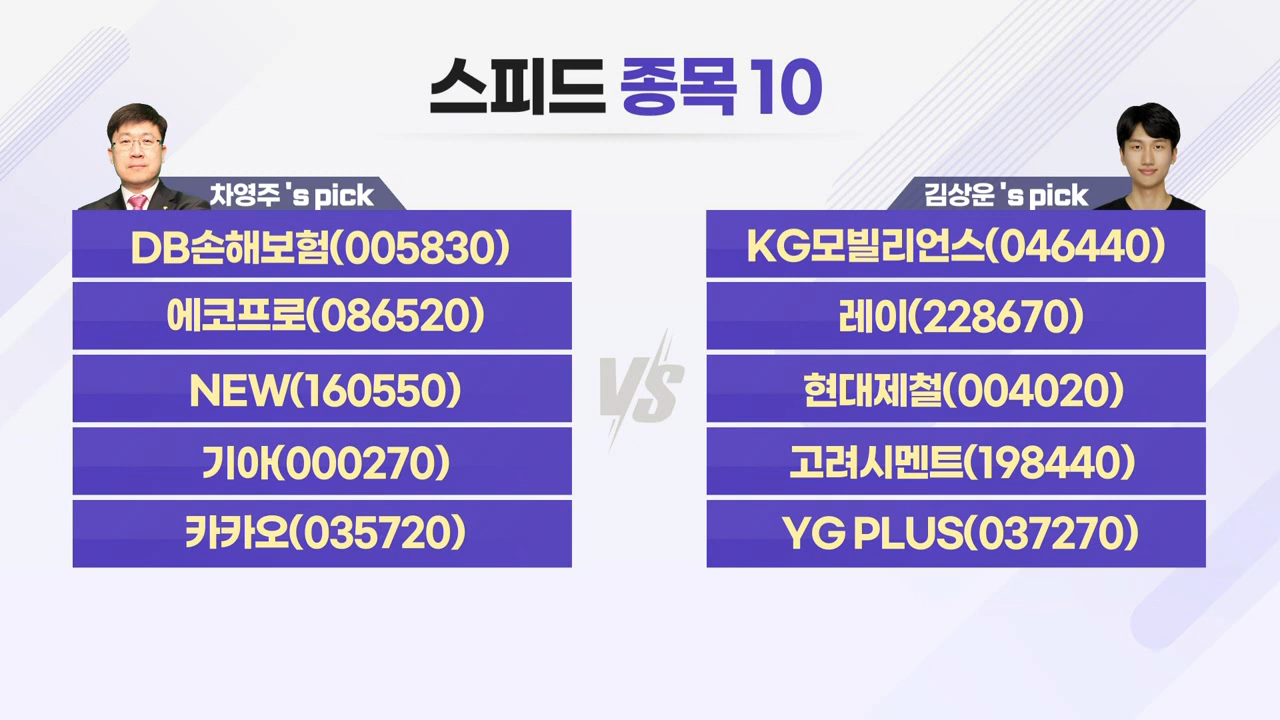 스피드 종목 10
차영주 's pick
DB손해보험(005830)
에코프로(086520)
NEW(160550)
기아(000270)
카카오(035720)
VS
김상운 's pick
KG모빌리언스(046440)
레이(228670)
현대제철(004020)
고려시멘트(198440)
YG PLUS(037270)